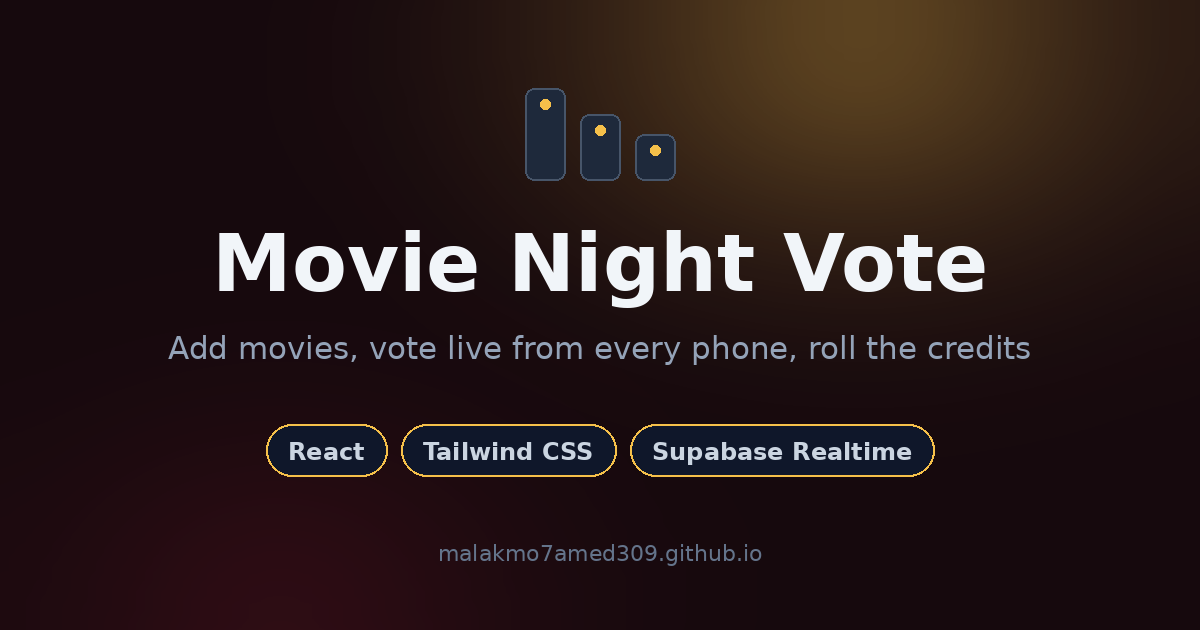 Movie Night Vote
Add movies, vote live from every phone, roll the credits
React Tailwind CSS Supabase Realtime
malakmo7amed309.github.io